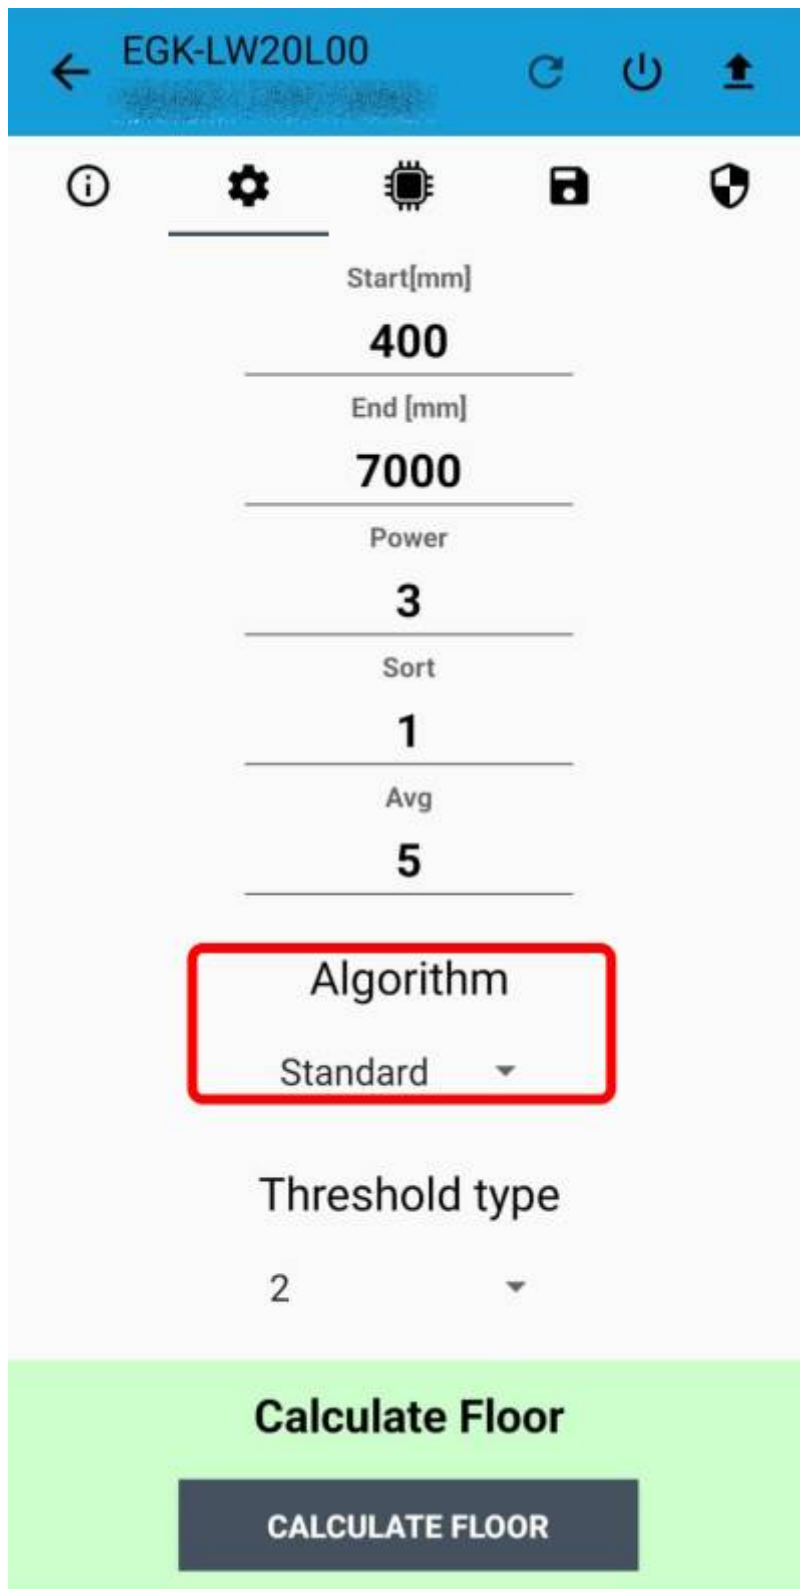 EGK-LW20L00
Start[mm]
400
End [mm]
7000
Power
3
Sort
1
Avg
5
Algorithm
Standard
Threshold type
2
Calculate Floor
CALCULATE FLOOR